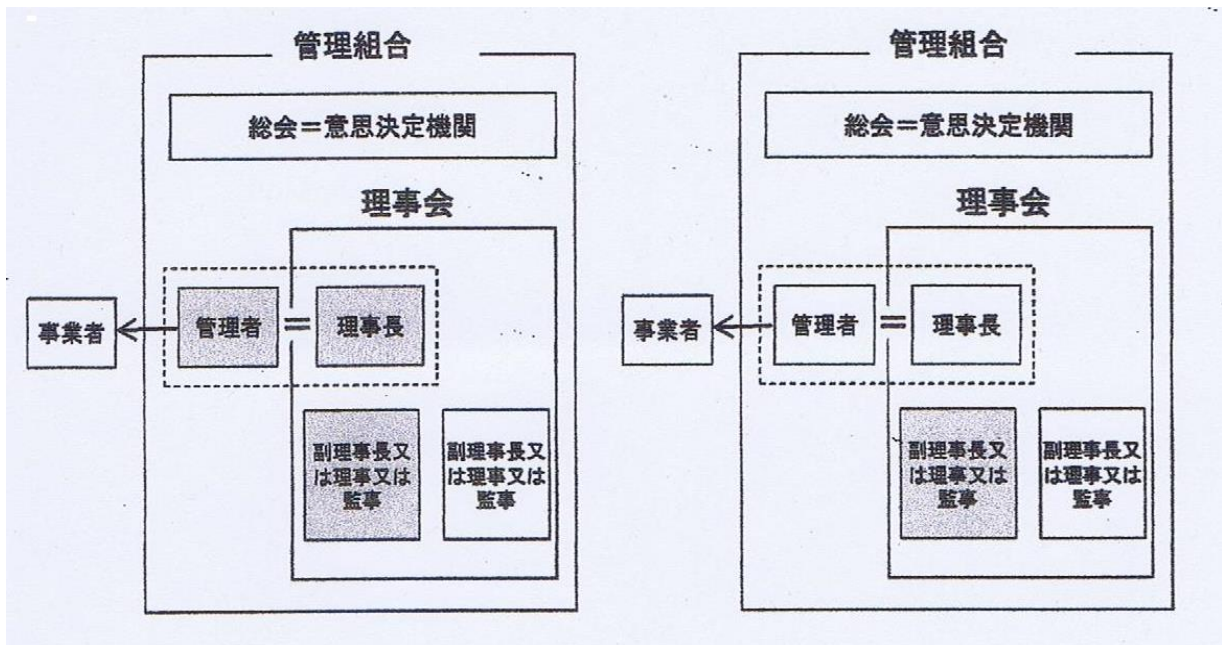 管理組合
総会＝意思決定機関
理事会
事業者
管理者
＝
理事長
副理事長又
は理事又は
監事
副理事長又
は理事又は
監事
管理組合
総会＝意思決定機関
理事会
事業者
管理者
＝
理事長
副理事長又
は理事又は
監事
副理事長又
は理事又は
監事